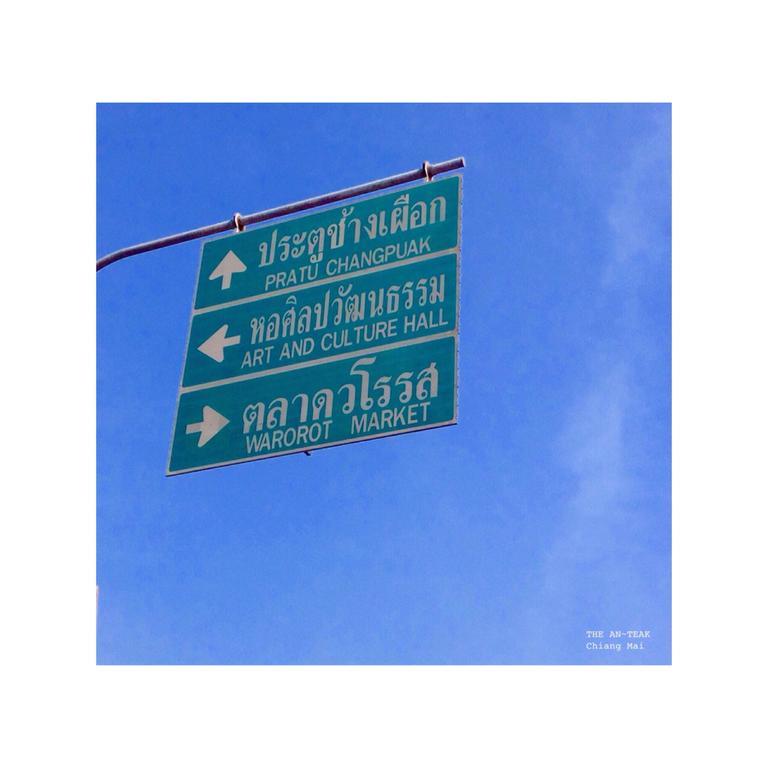 ประตูช้างเผือก
PRATU CHANGPUAK
หอศิลปวัฒนธรรม
ART AND CULTURE HALL
ตลาดวโรรส
WAROROT MARKET
THE AN~TEAK
Chiang Mai